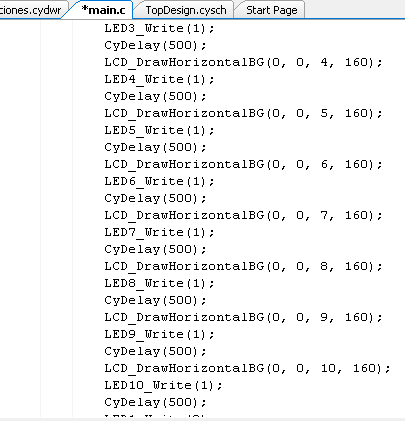 ciones.cydwr *main.c TopDesign.cysch Start Page
LED3_Write(1);
CyDelay(500);
LCD_DrawHorizontalBG(0, 0, 4, 160);
LED4_Write(1);
CyDelay(500);
LCD_DrawHorizontalBG(0, 0, 5, 160);
LED5_Write(1);
CyDelay(500);
LCD_DrawHorizontalBG(0, 0, 6, 160);
LED6_Write(1);
CyDelay(500);
LCD_DrawHorizontalBG(0, 0, 7, 160);
LED7_Write(1);
CyDelay(500);
LCD_DrawHorizontalBG(0, 0, 8, 160);
LED8_Write(1);
CyDelay(500);
LCD_DrawHorizontalBG(0, 0, 9, 160);
LED9_Write(1);
CyDelay(500);
LCD_DrawHorizontalBG(0, 0, 10, 160);
LED10_Write(1);
CyDelay(500);